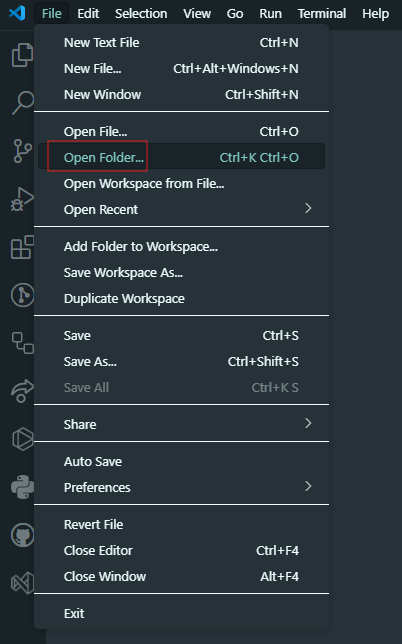 File Edit Selection View Go Run Terminal Help
New Text File Ctrl+N
New File... Ctrl+Alt+Windows+N
New Window Ctrl+Shift+N
Open File... Ctrl+O
Open Folder... Ctrl+K Ctrl+O
Open Workspace from File...
Open Recent
Add Folder to Workspace...
Save Workspace As...
Duplicate Workspace
Save Ctrl+S
Save As... Ctrl+Shift+S
Save All Ctrl+K S
Share
Auto Save
Preferences
Revert File
Close Editor Ctrl+F4
Close Window Alt+F4
Exit